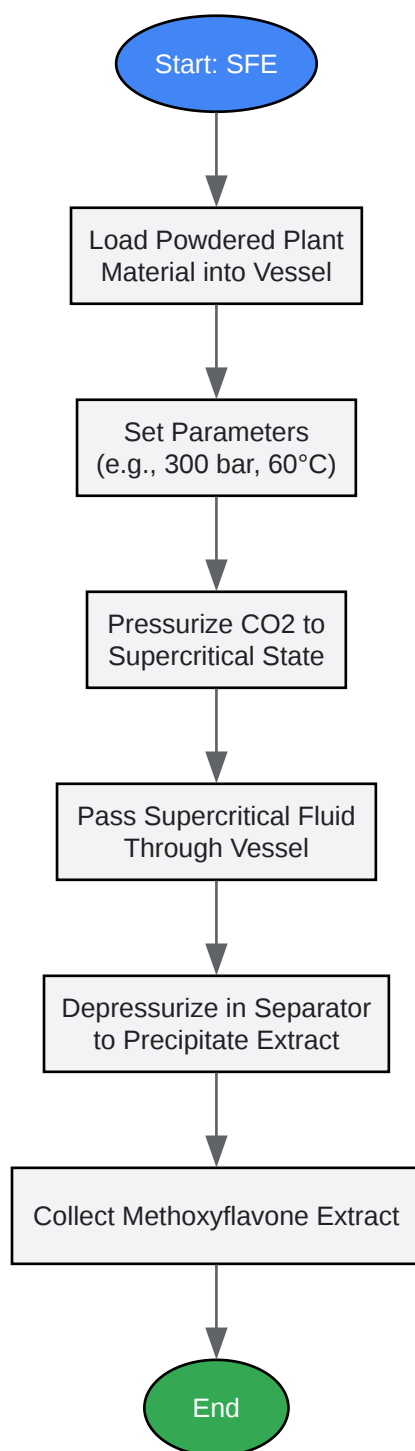 Start: SFE
Load Powdered Plant
Material into Vessel
Set Parameters
(e.g., 300 bar, 60°C)
Pressurize CO2 to
Supercritical State
Pass Supercritical Fluid
Through Vessel
Depressurize in Separator
to Precipitate Extract
Collect Methoxyflavone Extract
End